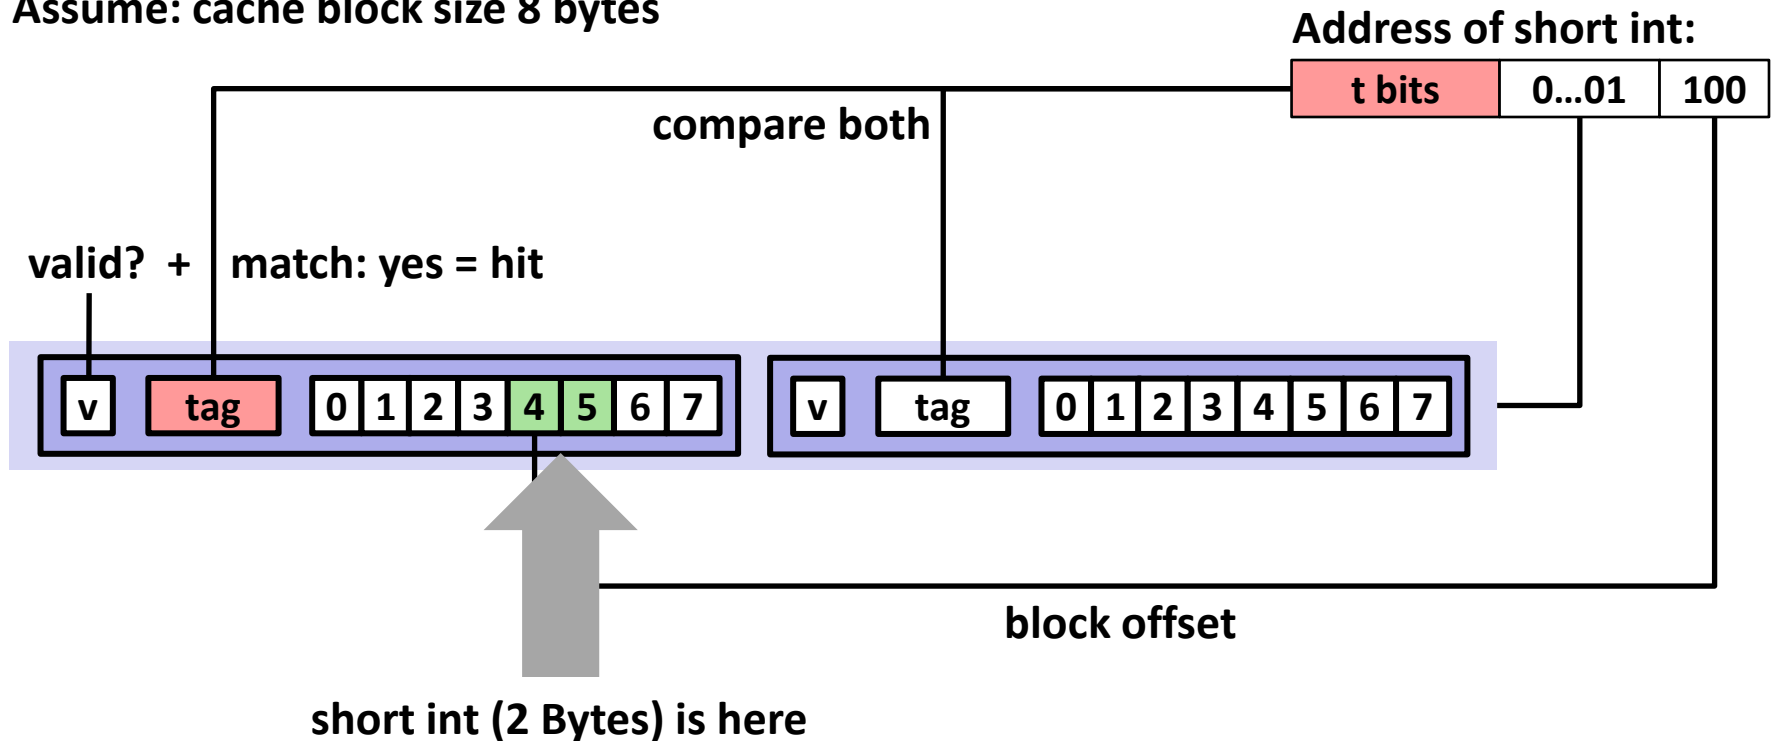 Assume: cache block size 8 bytes
Address of short int:
t bits 0...01 100
compare both
valid? + match: yes = hit
v tag 0 1 2 3 4 5 6 7 v tag 0 1 2 3 4 5 6 7
block offset
short int (2 Bytes) is here